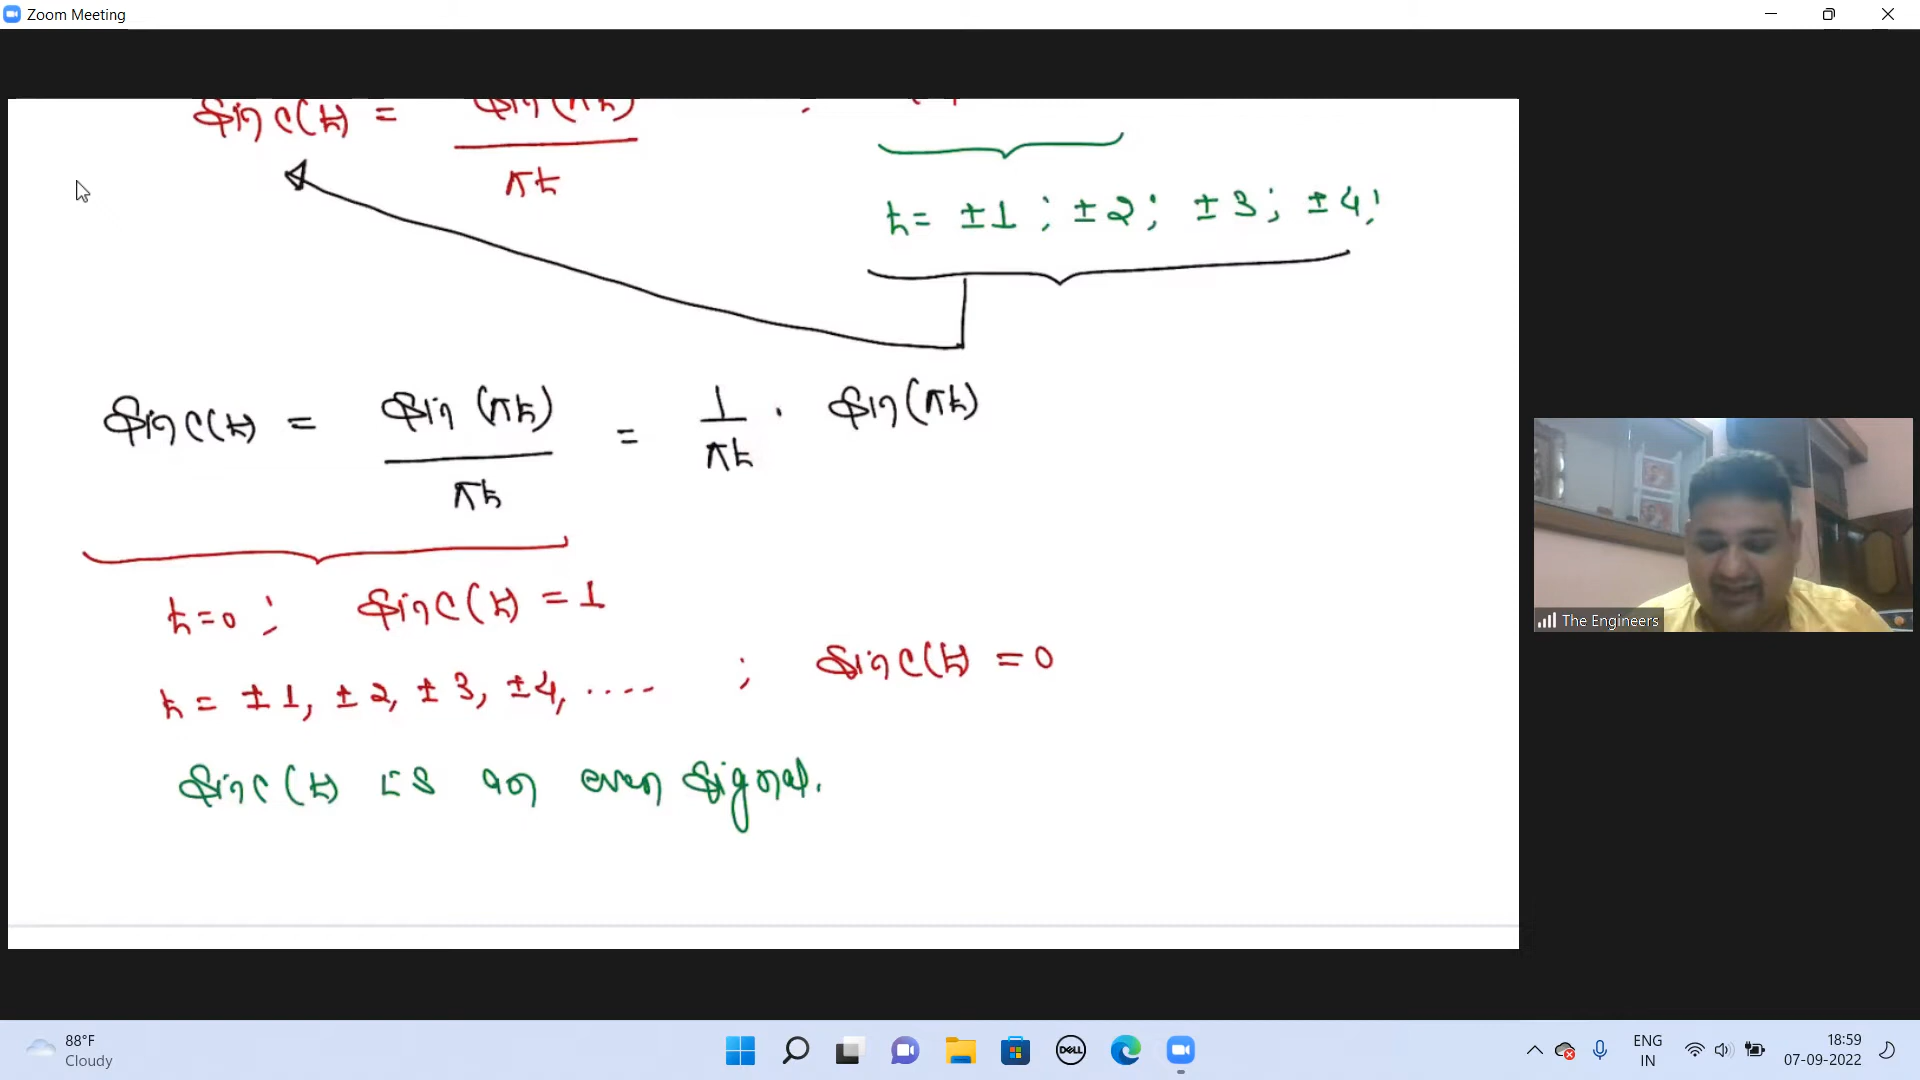 Zoom Meeting
Sinc(t) = Sin(πt)
πt
t = ±1 ; ±2 ; ±3 ; ±4 ;
Sinc(t) = Sin(πt) = 1 . Sin(πt)
πt πt
t=0 ; Sinc(t) = 1
t = ±1, ±2, ±3, ±4, .... ; Sinc(t) = 0
Sinc(t) is an even Signal.
The Engineers
88°F
Cloudy
DELL
ENG
IN
18:59
07-09-2022